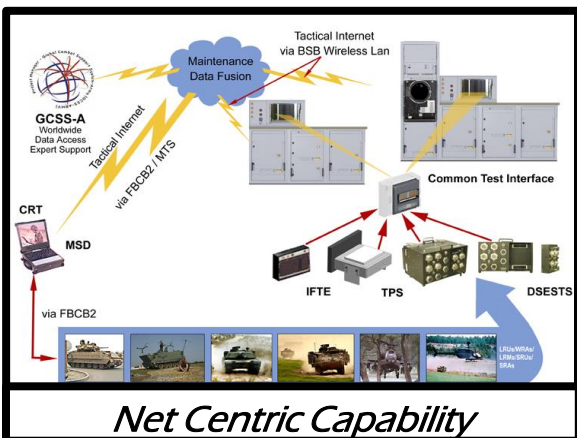 Tactical Internet
via BSB Wireless Lan
Maintenance
Data Fusion
GCSS-A
Worldwide
Data Access
Expert Support
Tactical Internet
via FBCB2 / MTS
Common Test Interface
CRT
MSD
IFTE
TPS
DSESTS
via FBCB2
LRUs/WRAs/
LRMs/SRUs/
SRAs
Net Centric Capability